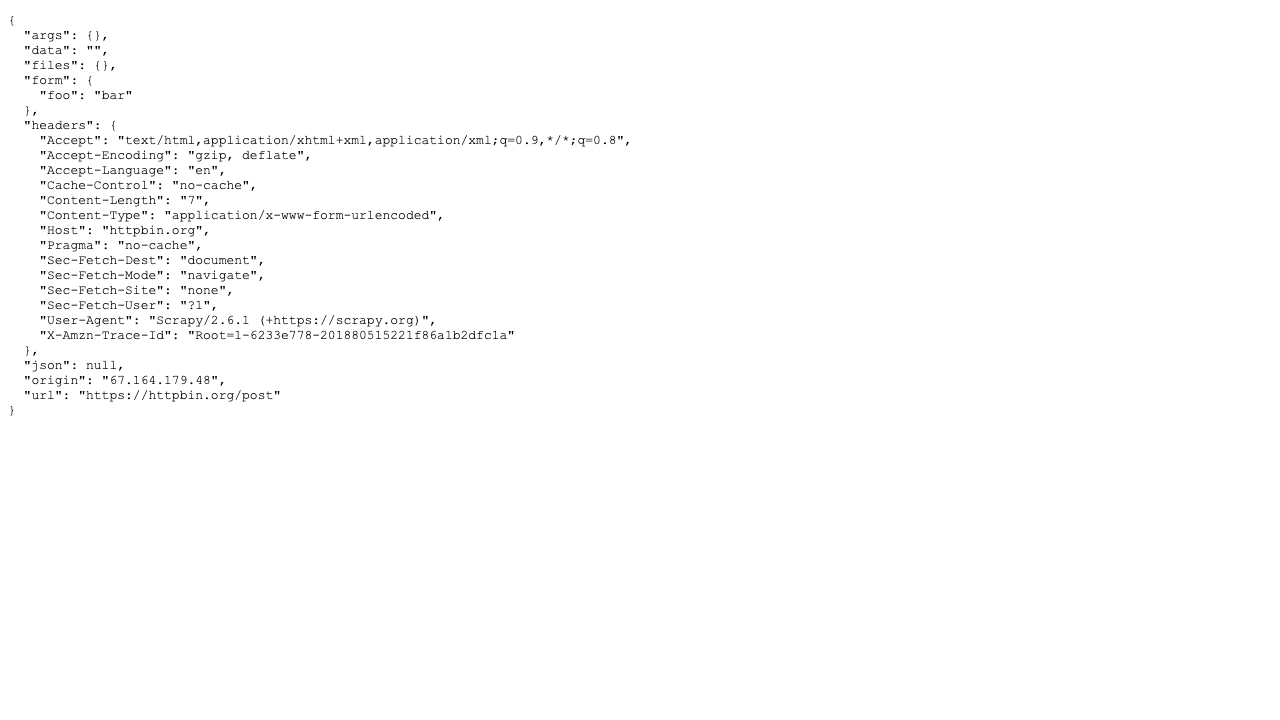 {
  "args": {},
  "data": "",
  "files": {},
  "form": {
    "foo": "bar"
  },
  "headers": {
    "Accept": "text/html,application/xhtml+xml,application/xml;q=0.9,*/*;q=0.8",
    "Accept-Encoding": "gzip, deflate",
    "Accept-Language": "en",
    "Cache-Control": "no-cache",
    "Content-Length": "7",
    "Content-Type": "application/x-www-form-urlencoded",
    "Host": "httpbin.org",
    "Pragma": "no-cache",
    "Sec-Fetch-Dest": "document",
    "Sec-Fetch-Mode": "navigate",
    "Sec-Fetch-Site": "none",
    "Sec-Fetch-User": "?1",
    "User-Agent": "Scrapy/2.6.1 (+https://scrapy.org)",
    "X-Amzn-Trace-Id": "Root=1-6233e778-201880515221f86a1b2dfc1a"
  },
  "json": null,
  "origin": "67.164.179.48",
  "url": "https://httpbin.org/post"
}